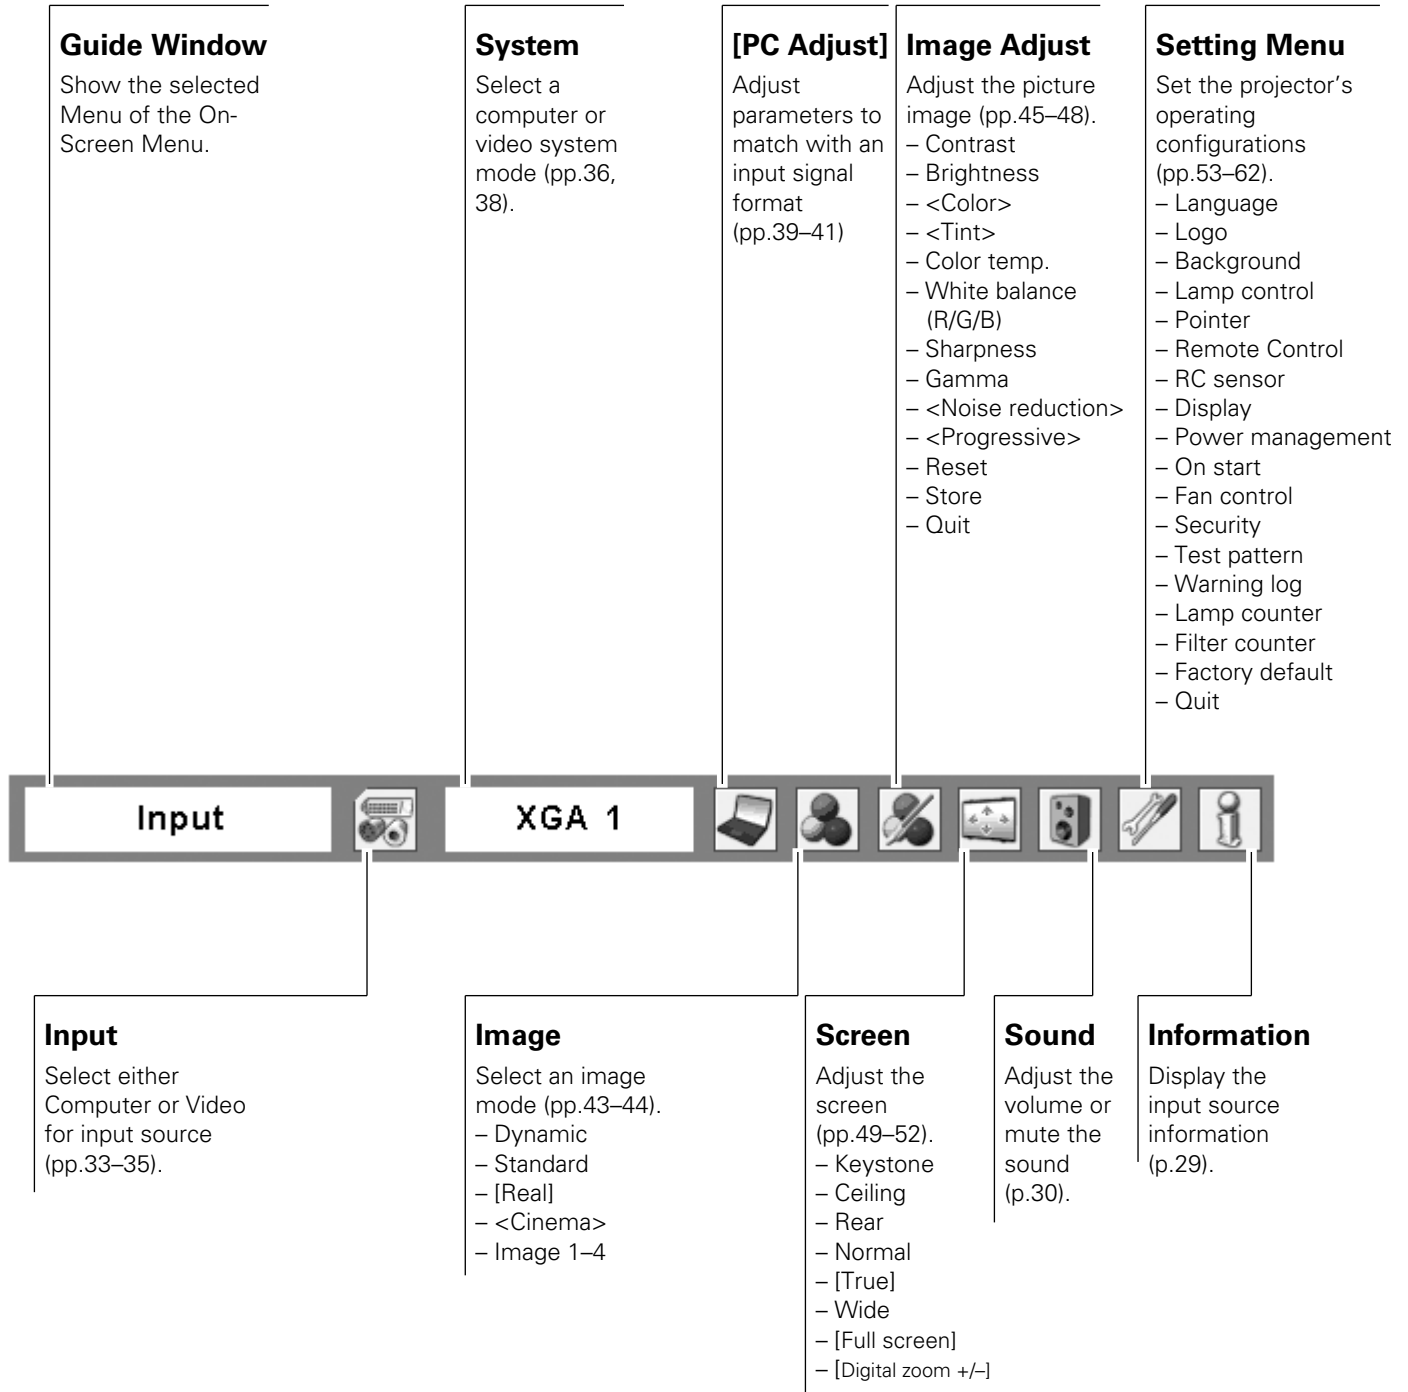 Guide Window
Show the selected
Menu of the On-
Screen Menu.
System
Select a
computer or
video system
mode (pp.36,
38).
[PC Adjust]
Adjust
parameters to
match with an
input signal
format
(pp.39–41)
Image Adjust
Adjust the picture
image (pp.45–48).
– Contrast
– Brightness
– <Color>
– <Tint>
– Color temp.
– White balance
(R/G/B)
– Sharpness
– Gamma
– <Noise reduction>
– <Progressive>
– Reset
– Store
– Quit
Setting Menu
Set the projector’s
operating
configurations
(pp.53–62).
– Language
– Logo
– Background
– Lamp control
– Pointer
– Remote Control
– RC sensor
– Display
– Power management
– On start
– Fan control
– Security
– Test pattern
– Warning log
– Lamp counter
– Filter counter
– Factory default
– Quit
Input
XGA 1
Input
Select either
Computer or Video
for input source
(pp.33–35).
Image
Select an image
mode (pp.43–44).
– Dynamic
– Standard
– [Real]
– <Cinema>
– Image 1–4
Screen
Adjust the
screen
(pp.49–52).
– Keystone
– Ceiling
– Rear
– Normal
– [True]
– Wide
– [Full screen]
– [Digital zoom +/–]
Sound
Adjust the
volume or
mute the
sound
(p.30).
Information
Display the
input source
information
(p.29).